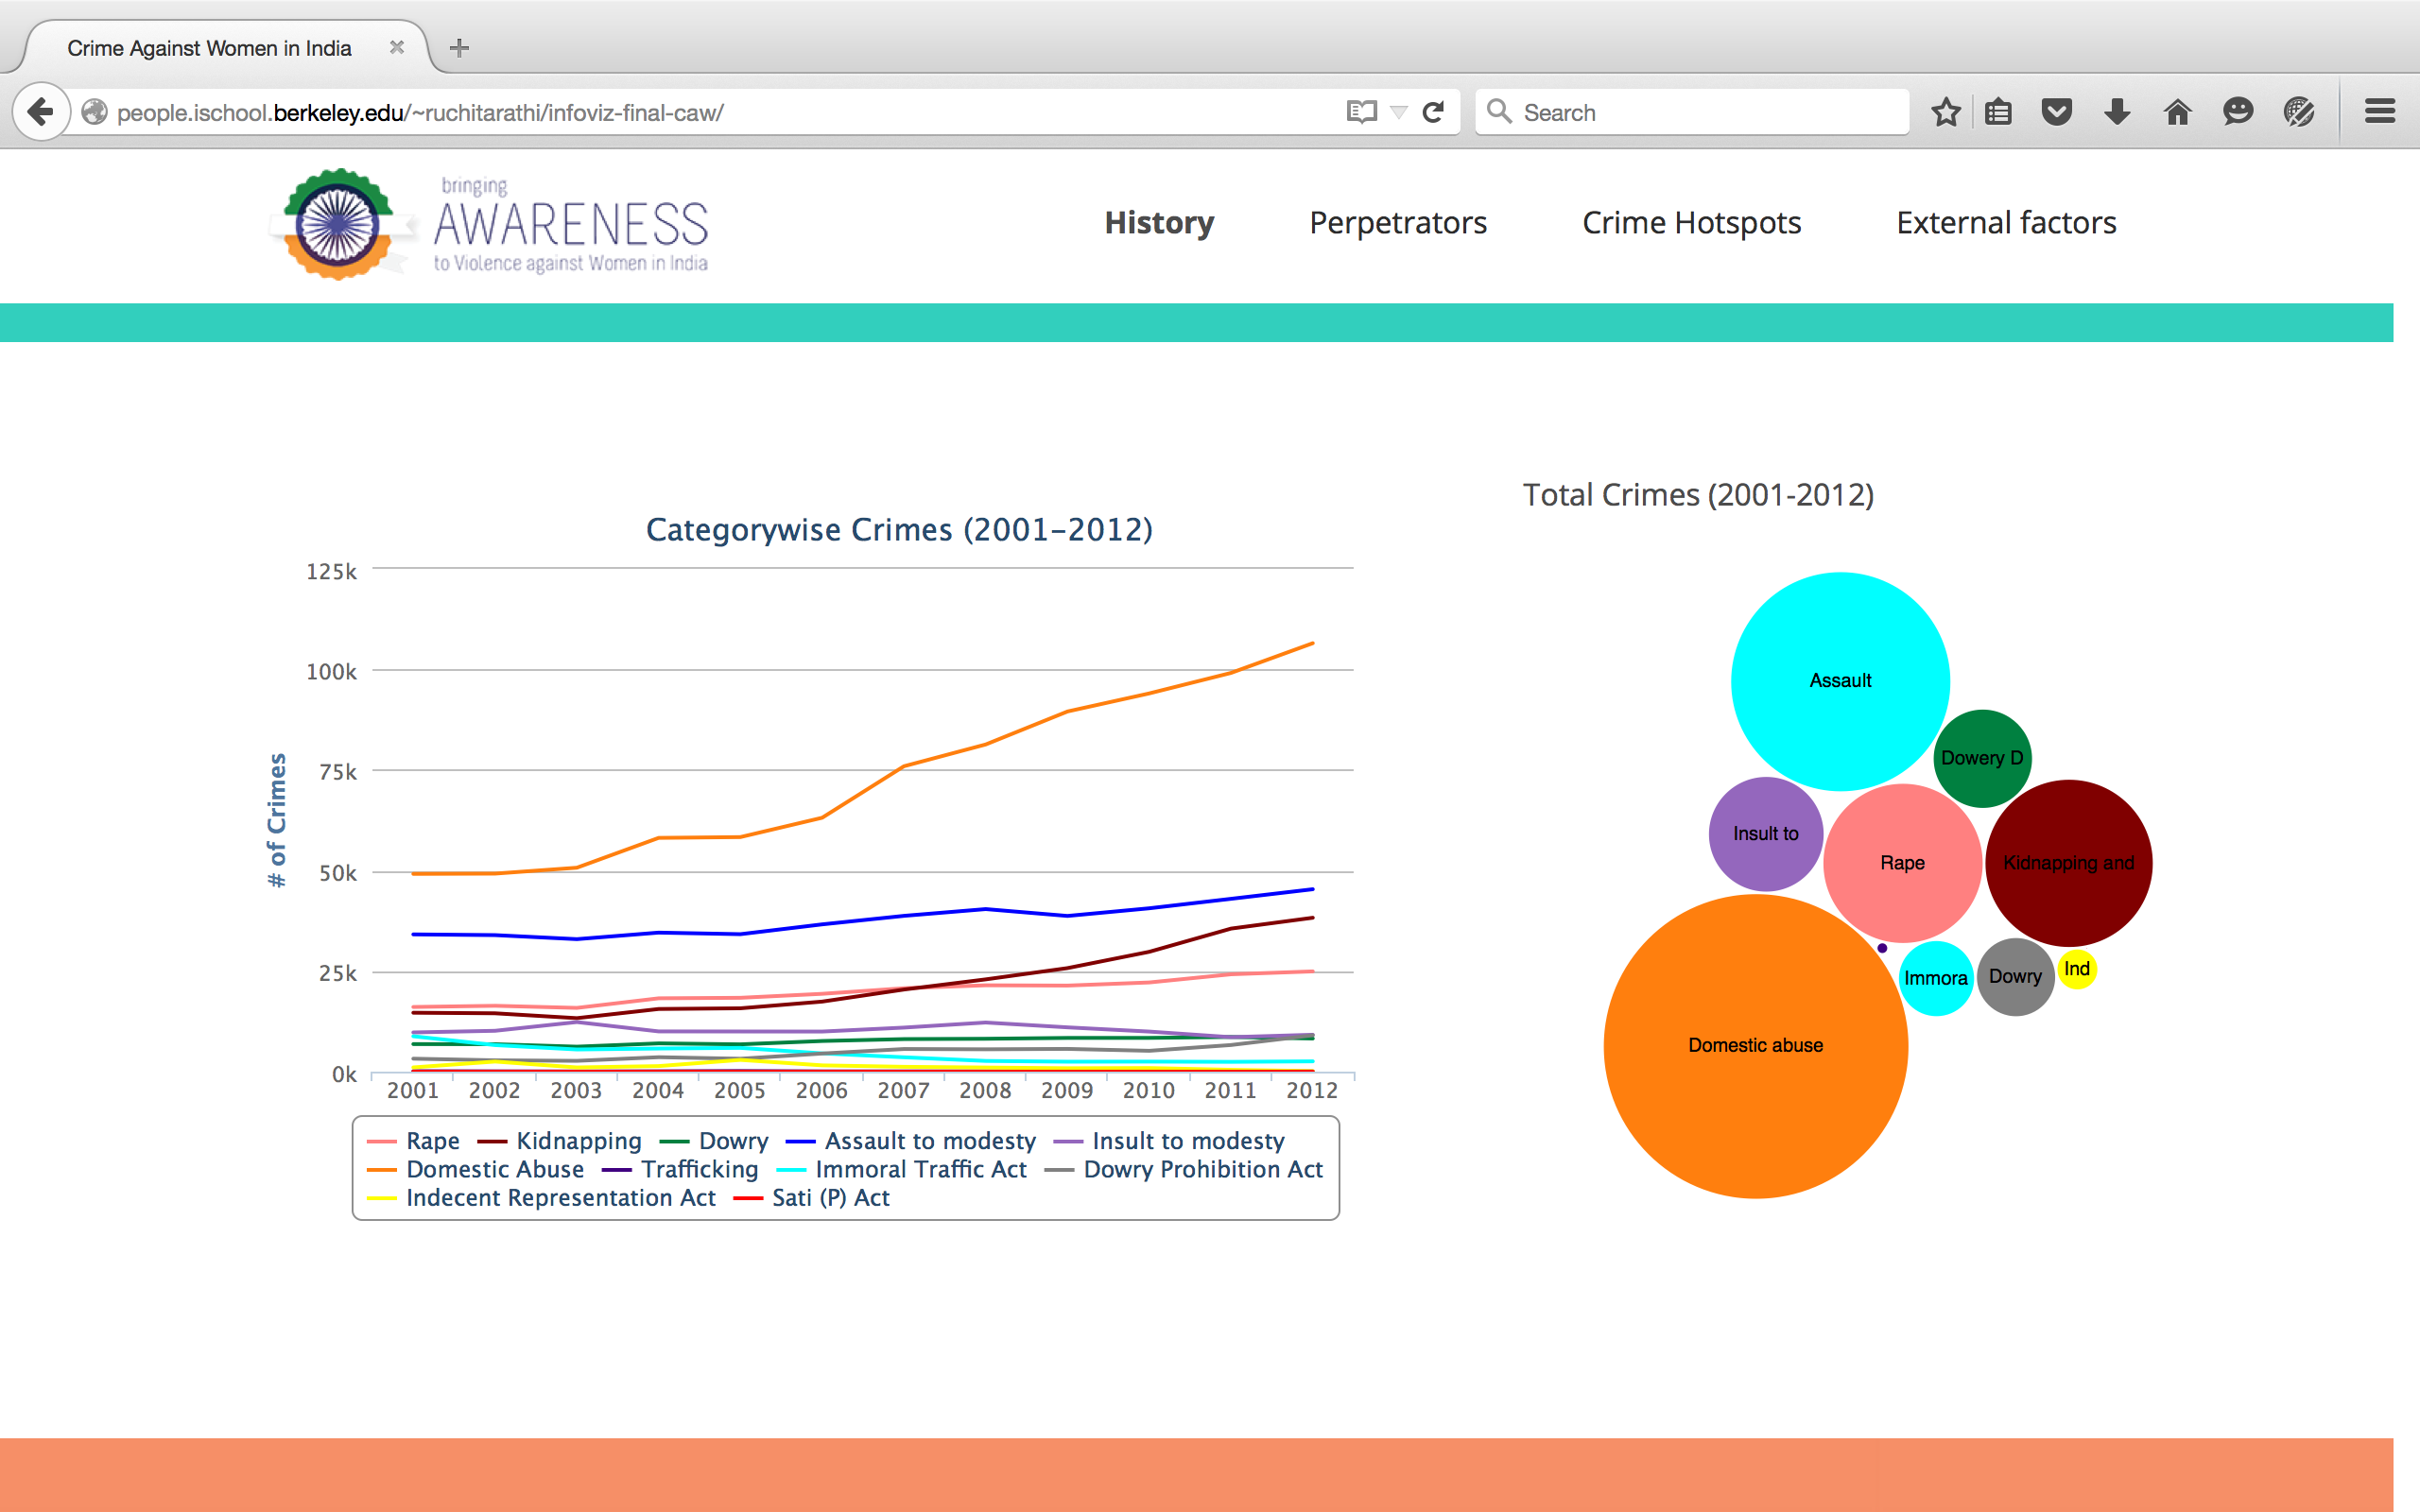 Crime Against Women in India
people.ischool.berkeley.edu/~ruchitarathi/infoviz-final-caw/
Search
bringing
AWARENESS
to Violence against Women in India
History Perpetrators Crime Hotspots External factors
Categorywise Crimes (2001-2012)
# of Crimes
125k
100k
75k
50k
25k
0k
2001 2002 2003 2004 2005 2006 2007 2008 2009 2010 2011 2012
Rape Kidnapping Dowry Assault to modesty Insult to modesty
Domestic Abuse Trafficking Immoral Traffic Act Dowry Prohibition Act
Indecent Representation Act Sati (P) Act
Total Crimes (2001-2012)
Assault
Dowery D
Insult to
Rape
Kidnapping and
Immora
Dowry
Ind
Domestic abuse